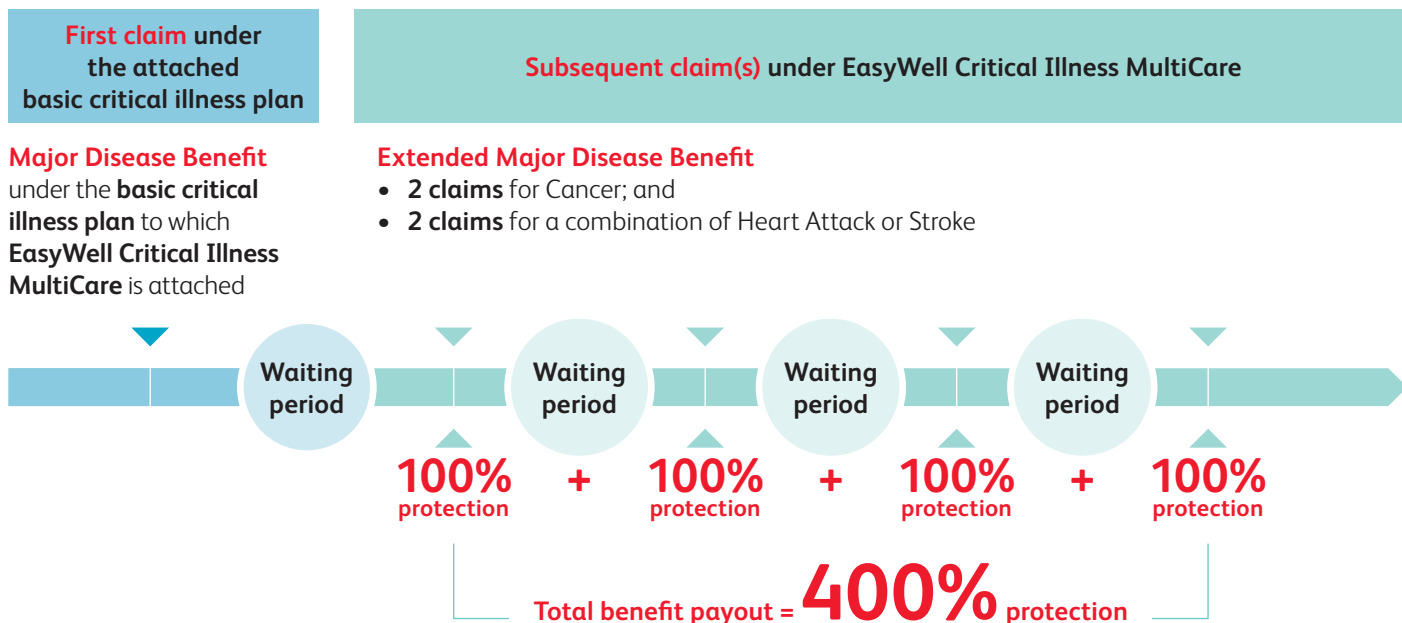 First claim under
the attached
basic critical illness plan
Subsequent claim(s) under EasyWell Critical Illness MultiCare
Major Disease Benefit
under the basic critical
illness plan to which
EasyWell Critical Illness
MultiCare is attached
Extended Major Disease Benefit
• 2 claims for Cancer; and
• 2 claims for a combination of Heart Attack or Stroke
Waiting
period
Waiting
period
Waiting
period
Waiting
period
100% + 100% + 100% + 100%
protection protection protection protection
Total benefit payout = 400% protection